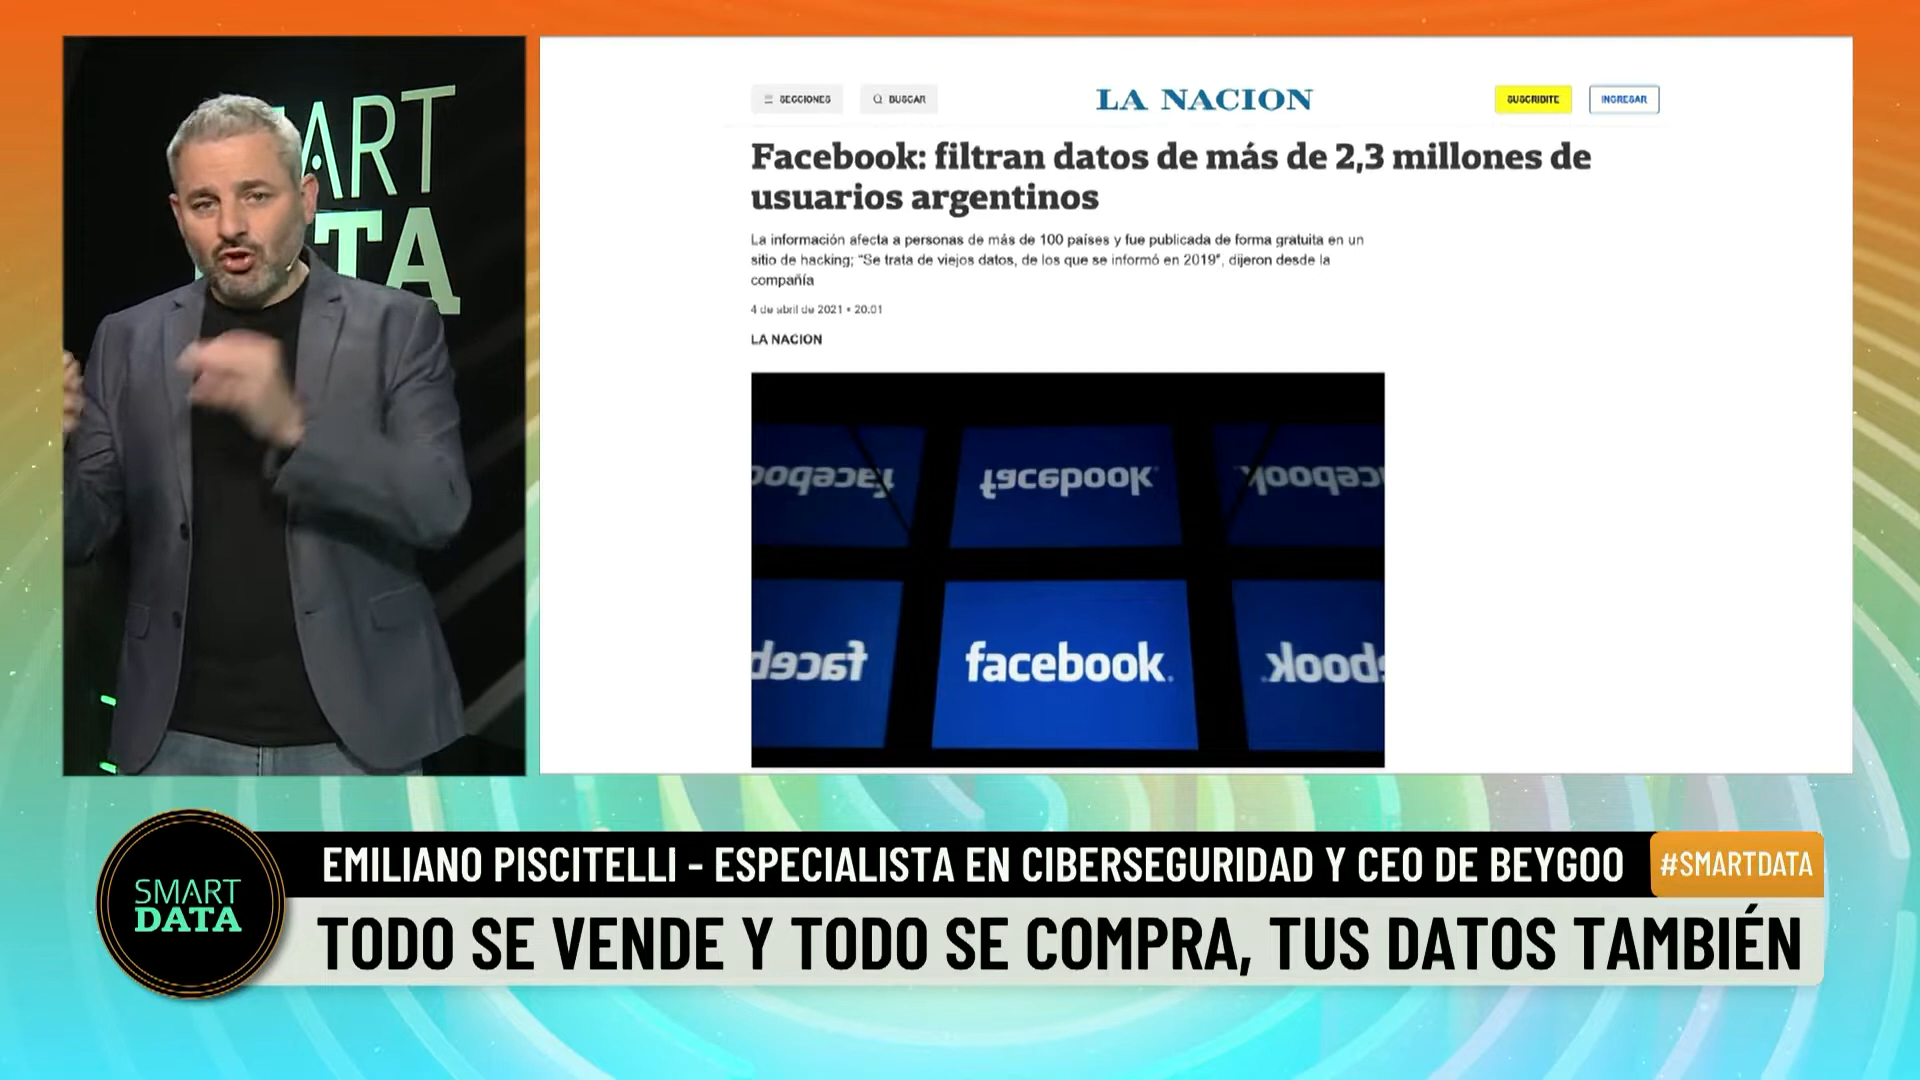 SMART
DATA
SECCIONES
BUSCAR
LA NACION
SUSCRIBITE
INGRESAR
Facebook: filtran datos de más de 2,3 millones de
usuarios argentinos
La información afecta a personas de más de 100 países y fue publicada de forma gratuita en un
sitio de hacking; “Se trata de viejos datos, de los que se informó en 2019”, dijeron desde la
compañía
4 de abril de 2021 • 20:01
LA NACION
facebook
facebook
facebook
facebook
facebook.
facebook
EMILIANO PISCITELLI - ESPECIALISTA EN CIBERSEGURIDAD Y CEO DE BEYGOO
#SMARTDATA
SMART
DATA
TODO SE VENDE Y TODO SE COMPRA, TUS DATOS TAMBIÉN